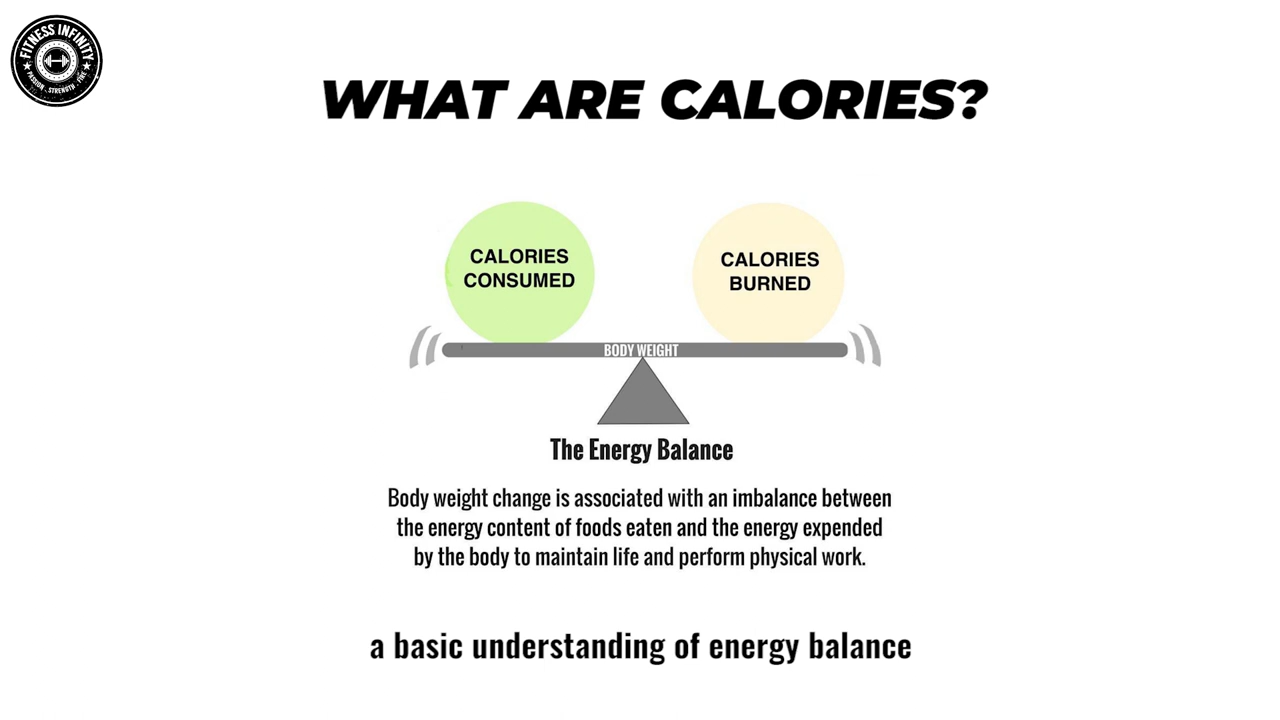 FITNESS INFINITY
PASSION . STRENGTH . FIRE
WHAT ARE CALORIES?
CALORIES
CONSUMED
CALORIES
BURNED
BODY WEIGHT
The Energy Balance
Body weight change is associated with an imbalance between
the energy content of foods eaten and the energy expended
by the body to maintain life and perform physical work.
a basic understanding of energy balance